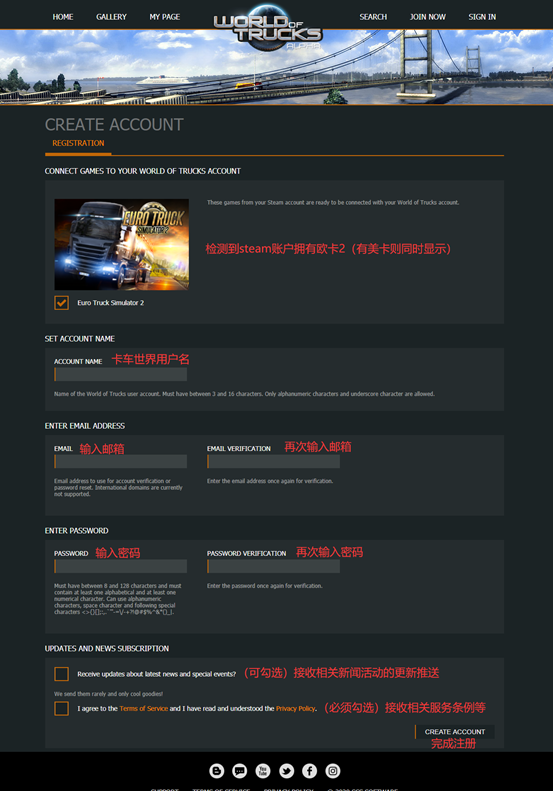 HOME GALLERY MY PAGE WORLD OF TRUCKS ALPHA SEARCH JOIN NOW SIGN IN
CREATE ACCOUNT
REGISTRATION
CONNECT GAMES TO YOUR WORLD OF TRUCKS ACCOUNT
EURO TRUCK SIMULATOR 2
These games from your Steam account are ready to be connected with your World of Trucks account.
检测到steam账户拥有欧卡2（有美卡则同时显示）
Euro Truck Simulator 2
SET ACCOUNT NAME
ACCOUNT NAME 卡车世界用户名
Name of the World of Trucks user account. Must have between 3 and 16 characters. Only alphanumeric characters and underscore character are allowed.
ENTER EMAIL ADDRESS
EMAIL 输入邮箱
Email address to use for account verification or
password reset. International domains are currently
not supported.
EMAIL VERIFICATION 再次输入邮箱
Enter the email address once again for verification.
ENTER PASSWORD
PASSWORD 输入密码
Must have between 8 and 128 characters and must
contain at least one alphabetical and at least one
numerical character. Can use alphanumeric
characters, space character and following special
PASSWORD VERIFICATION 再次输入密码
Enter the password once again for verification.
UPDATES AND NEWS SUBSCRIPTION
Receive updates about latest news and special events? （可勾选）接收相关新闻活动的更新推送
We send them rarely and only cool goodies!
I agree to the Terms of Service and I have read and understood the Privacy Policy. （必须勾选）接收相关服务条例等
CREATE ACCOUNT
完成注册
You Tube